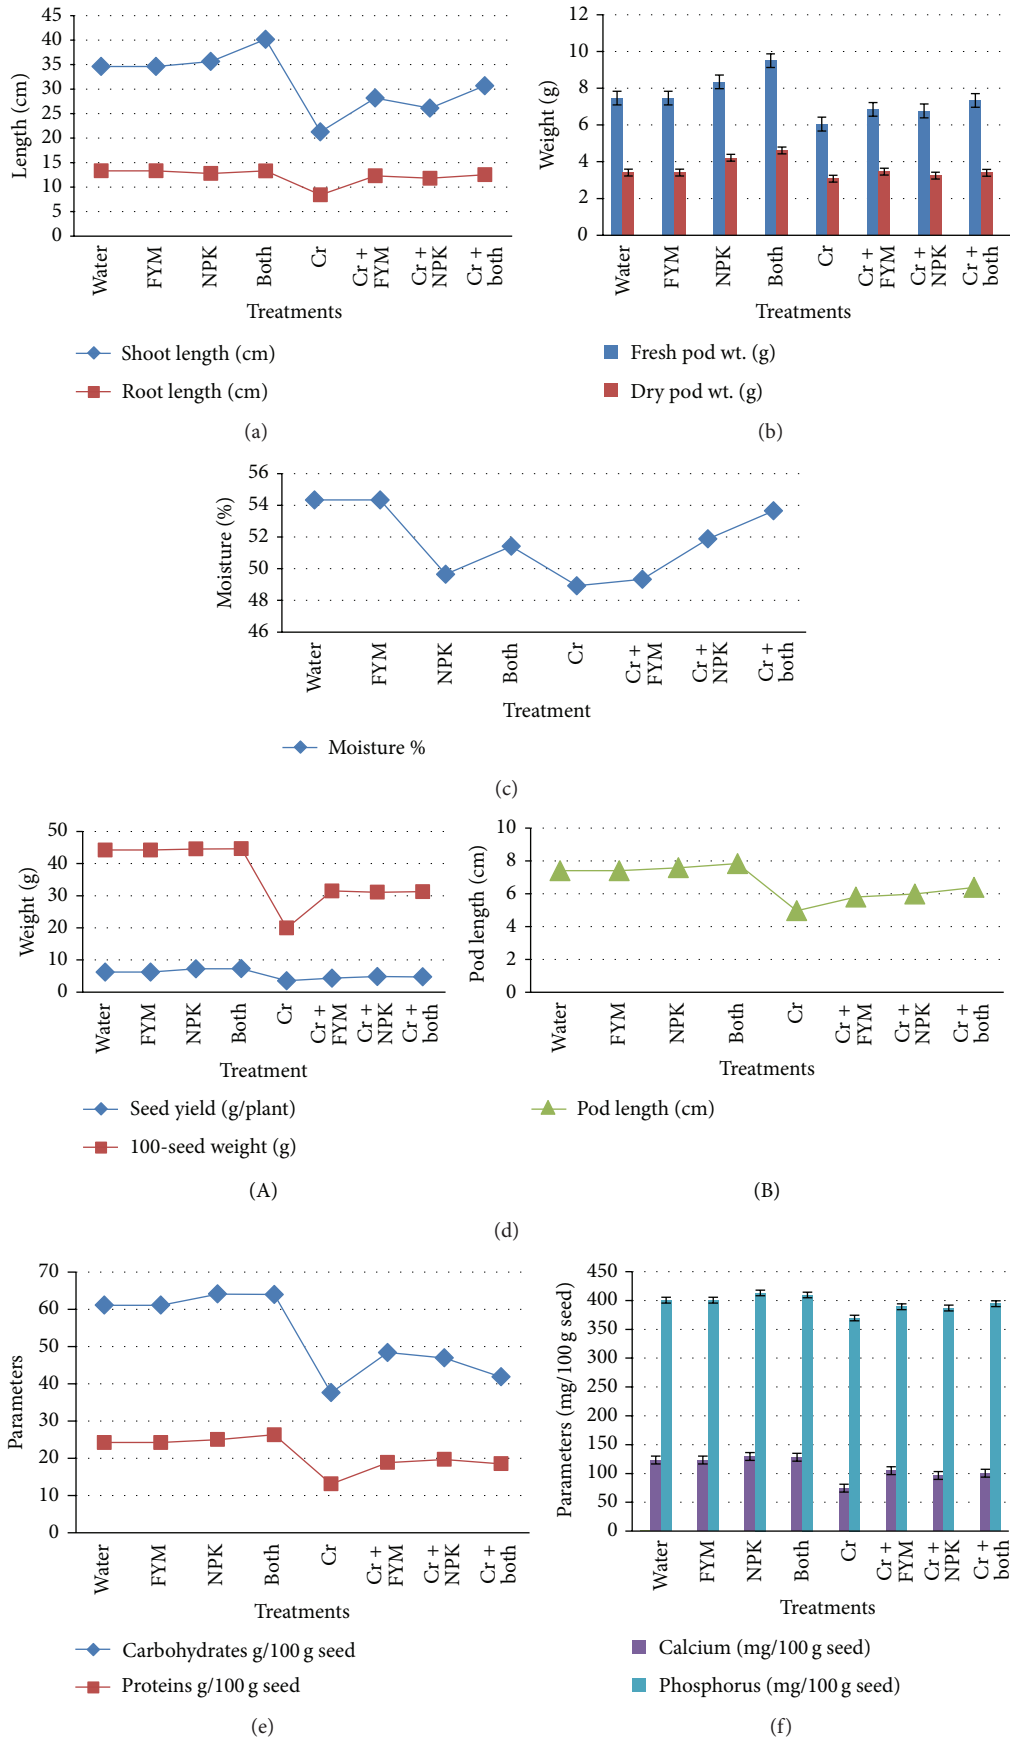 45
40
35
30
25
20
15
10
5
0
Length (cm)
Water
FYM
NPK
Both
Cr
Cr +
FYM
Cr +
NPK
Cr +
both
Treatments
Shoot length (cm)
Root length (cm)
(a)
12
10
8
6
4
2
0
Weight (g)
Water
FYM
NPK
Both
Cr
Cr +
FYM
Cr +
NPK
Cr +
both
Treatments
Fresh pod wt. (g)
Dry pod wt. (g)
(b)
56
54
52
50
48
46
Moisture (%)
Water
FYM
NPK
Both
Cr
Cr +
FYM
Cr +
NPK
Cr +
both
Treatment
Moisture %
(c)
50
40
30
20
10
0
Weight (g)
Water
FYM
NPK
Both
Cr
Cr +
FYM
Cr +
NPK
Cr +
both
Treatment
Seed yield (g/plant)
100-seed weight (g)
(A)
10
8
6
4
2
0
Pod length (cm)
Water
FYM
NPK
Both
Cr
Cr +
FYM
Cr +
NPK
Cr +
both
Treatments
Pod length (cm)
(B)
(d)
70
60
50
40
30
20
10
0
Parameters
Water
FYM
NPK
Both
Cr
Cr +
FYM
Cr +
NPK
Cr +
both
Treatments
Carbohydrates g/100 g seed
Proteins g/100 g seed
(e)
450
400
350
300
250
200
150
100
50
0
Parameters (mg/100 g seed)
Water
FYM
NPK
Both
Cr
Cr +
FYM
Cr +
NPK
Cr +
both
Treatments
Calcium (mg/100 g seed)
Phosphorus (mg/100 g seed)
(f)